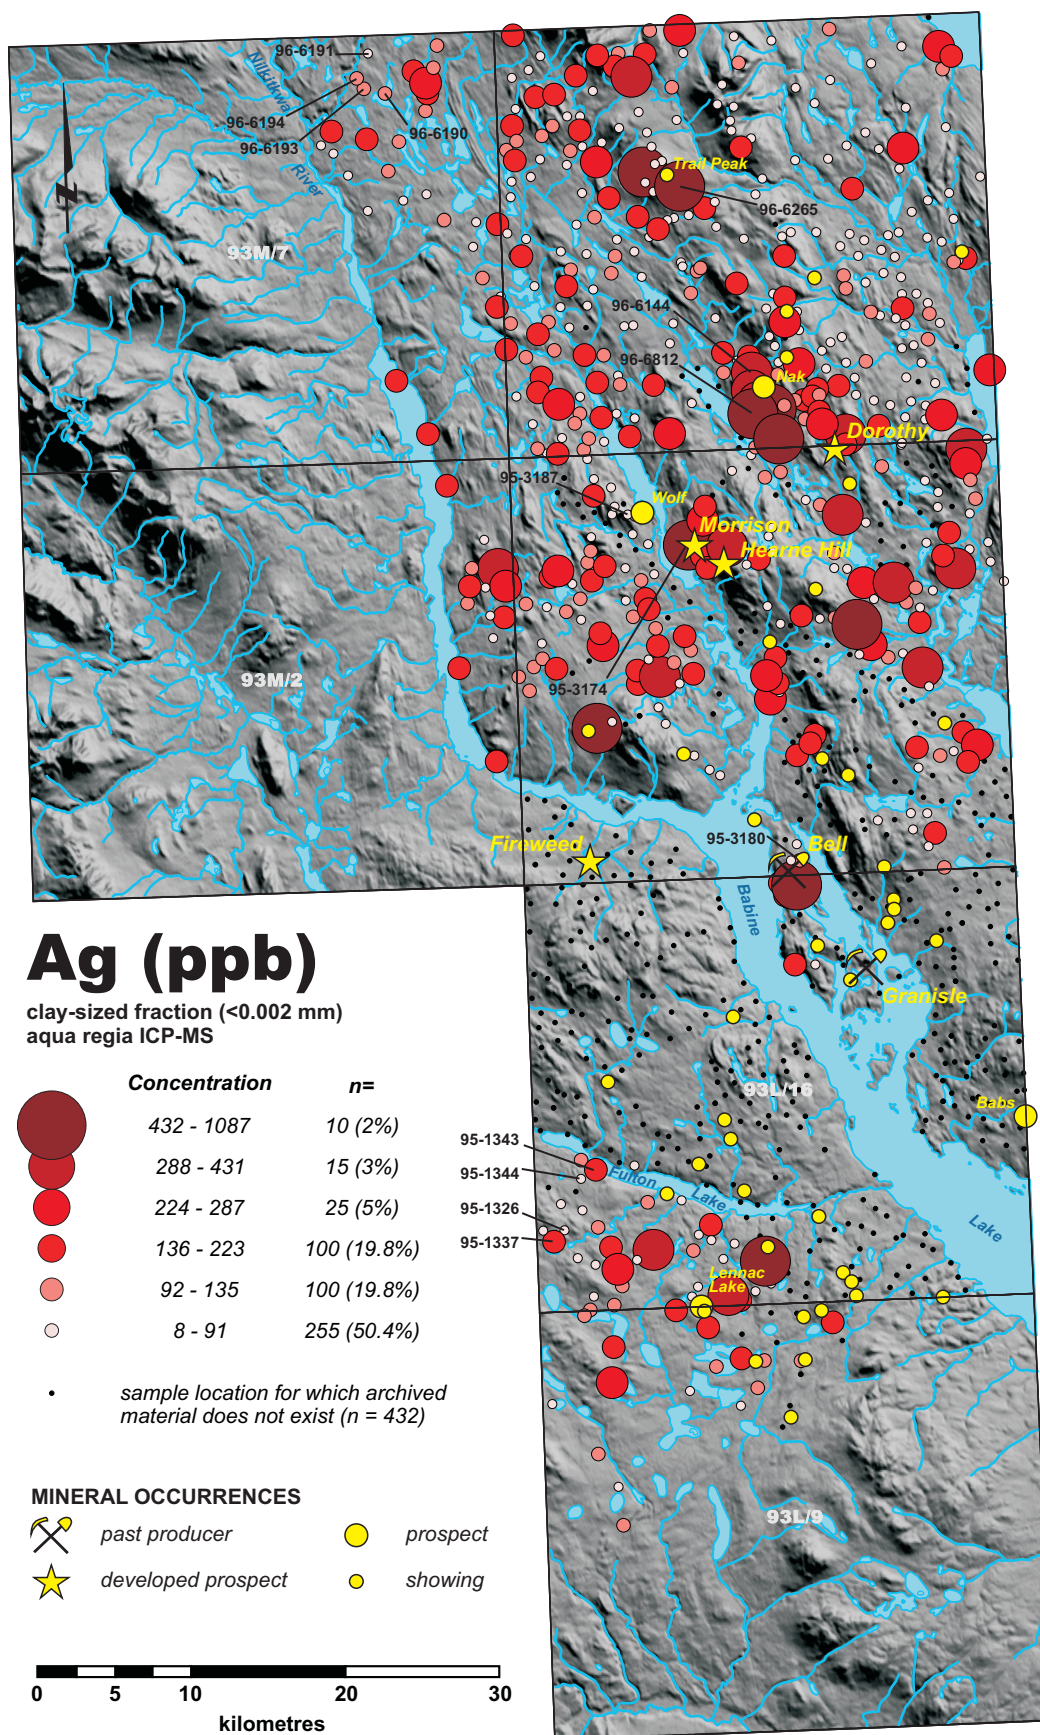 96-6191
Nilkitkwa
96-6194
96-6190
96-6193
River
Trail Peak
96-6265
93M/7
96-6144
96-6812
Nak
Dorothy
95-3187
Wolf
Morrison
Hearne Hill
93M/2
95-3174
95-3180
Bell
Fireweed
Babine
Granisle
93L/16
Babs
95-1343
95-1344
Fulton
Lake
95-1326
95-1337
Lake
Lennac
Lake
93L/9
Ag (ppb)
clay-sized fraction (<0.002 mm)
aqua regia ICP-MS
Concentration n=
432 - 1087 10 (2%)
288 - 431 15 (3%)
224 - 287 25 (5%)
136 - 223 100 (19.8%)
92 - 135 100 (19.8%)
8 - 91 255 (50.4%)
sample location for which archived
material does not exist (n = 432)
MINERAL OCCURRENCES
past producer prospect
developed prospect showing
0 5 10 20 30
kilometres